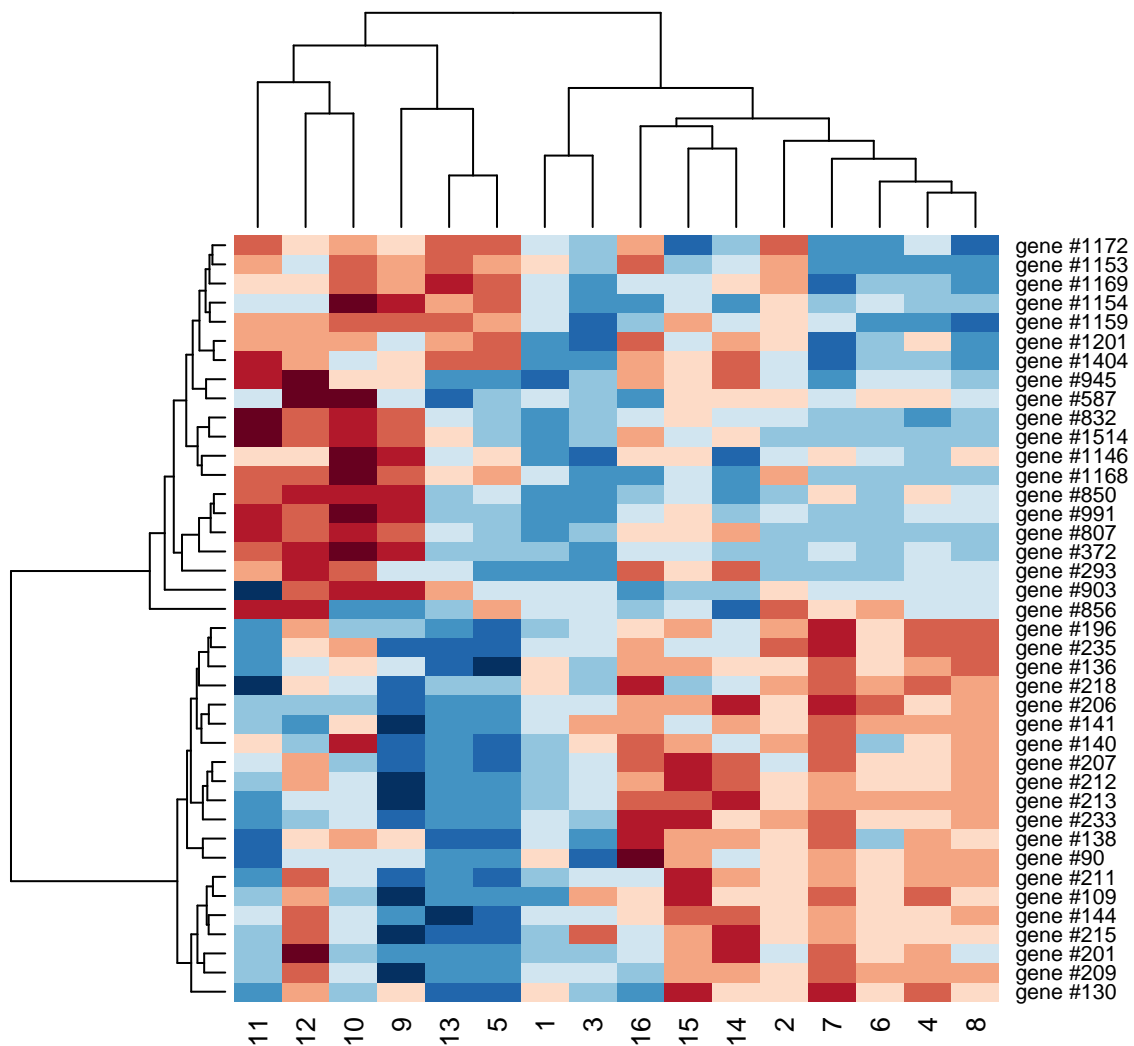 gene #1172
gene #1153
gene #1169
gene #1154
gene #1159
gene #1201
gene #1404
gene #945
gene #587
gene #832
gene #1514
gene #1146
gene #1168
gene #850
gene #991
gene #807
gene #372
gene #293
gene #903
gene #856
gene #196
gene #235
gene #136
gene #218
gene #206
gene #141
gene #140
gene #207
gene #212
gene #213
gene #233
gene #138
gene #90
gene #211
gene #109
gene #144
gene #215
gene #201
gene #209
gene #130
11 12 10 9 13 5 1 3 16 15 14 2 7 6 4 8